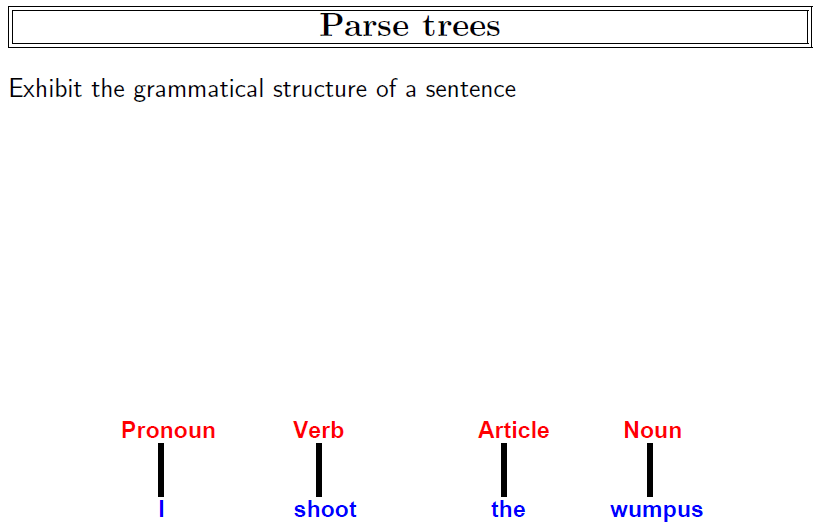 Parse trees
Exhibit the grammatical structure of a sentence
Pronoun Verb Article Noun
I shoot the wumpus